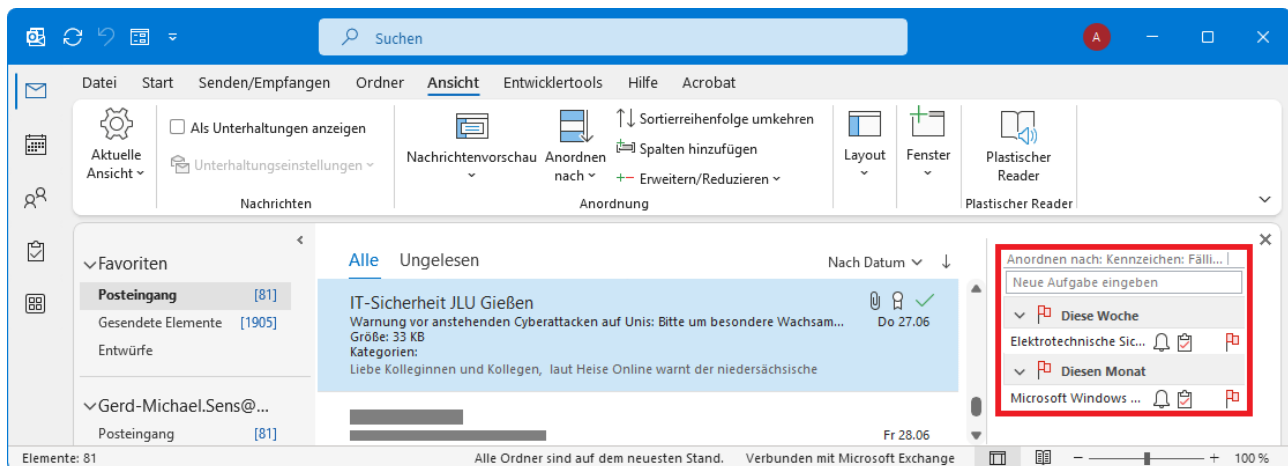 Suchen
A
Datei Start Senden/Empfangen Ordner Ansicht Entwicklertools Hilfe Acrobat
Aktuelle Ansicht
Als Unterhaltungen anzeigen
Unterhaltungseinstellungen
Nachrichten
Nachrichtenvorschau
Anordnen nach
Sortierreihenfolge umkehren
Spalten hinzufügen
Erweitern/Reduzieren
Anordnung
Layout
Fenster
Plastischer Reader
Plastischer Reader
Favoriten
Posteingang [81]
Gesendete Elemente [1905]
Entwürfe
Gerd-Michael.Sens@...
Posteingang [81]
Alle Ungelesen Nach Datum
IT-Sicherheit JLU Gießen
Warnung vor anstehenden Cyberattacken auf Unis: Bitte um besondere Wachsam... Do 27.06
Größe: 33 KB
Kategorien:
Liebe Kolleginnen und Kollegen, laut Heise Online warnt der niedersächsische
Fr 28.06
Anordnen nach: Kennzeichen: Fälli...
Neue Aufgabe eingeben
Diese Woche
Elektrotechnische Sic...
Diesen Monat
Microsoft Windows ...
Elemente: 81 Alle Ordner sind auf dem neuesten Stand. Verbunden mit Microsoft Exchange 100 %